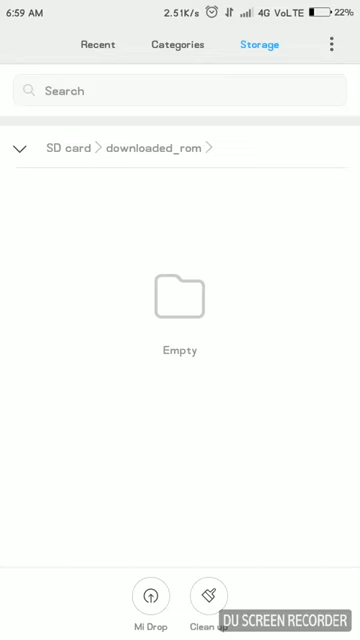 6:59 AM 2.51K/s 4G VoLTE 22%
Recent Categories Storage
Search
SD card downloaded_rom
Empty
Mi Drop Clean up
DU SCREEN RECORDER